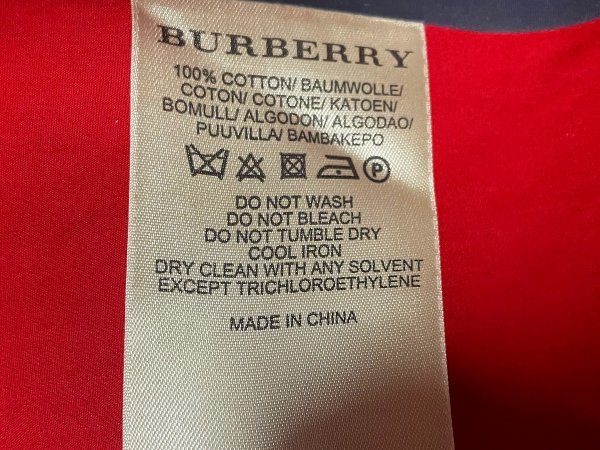 BURBERRY
100% COTTON/ BAUMWOLLE/
COTON/ COTONE/ KATOEN/
BOMULL/ ALGODON/ ALGODAO/
PUUVILLA/ BAMBAKEPO
P
DO NOT WASH
DO NOT BLEACH
DO NOT TUMBLE DRY
COOL IRON
DRY CLEAN WITH ANY SOLVENT
EXCEPT TRICHLOROETHYLENE
MADE IN CHINA